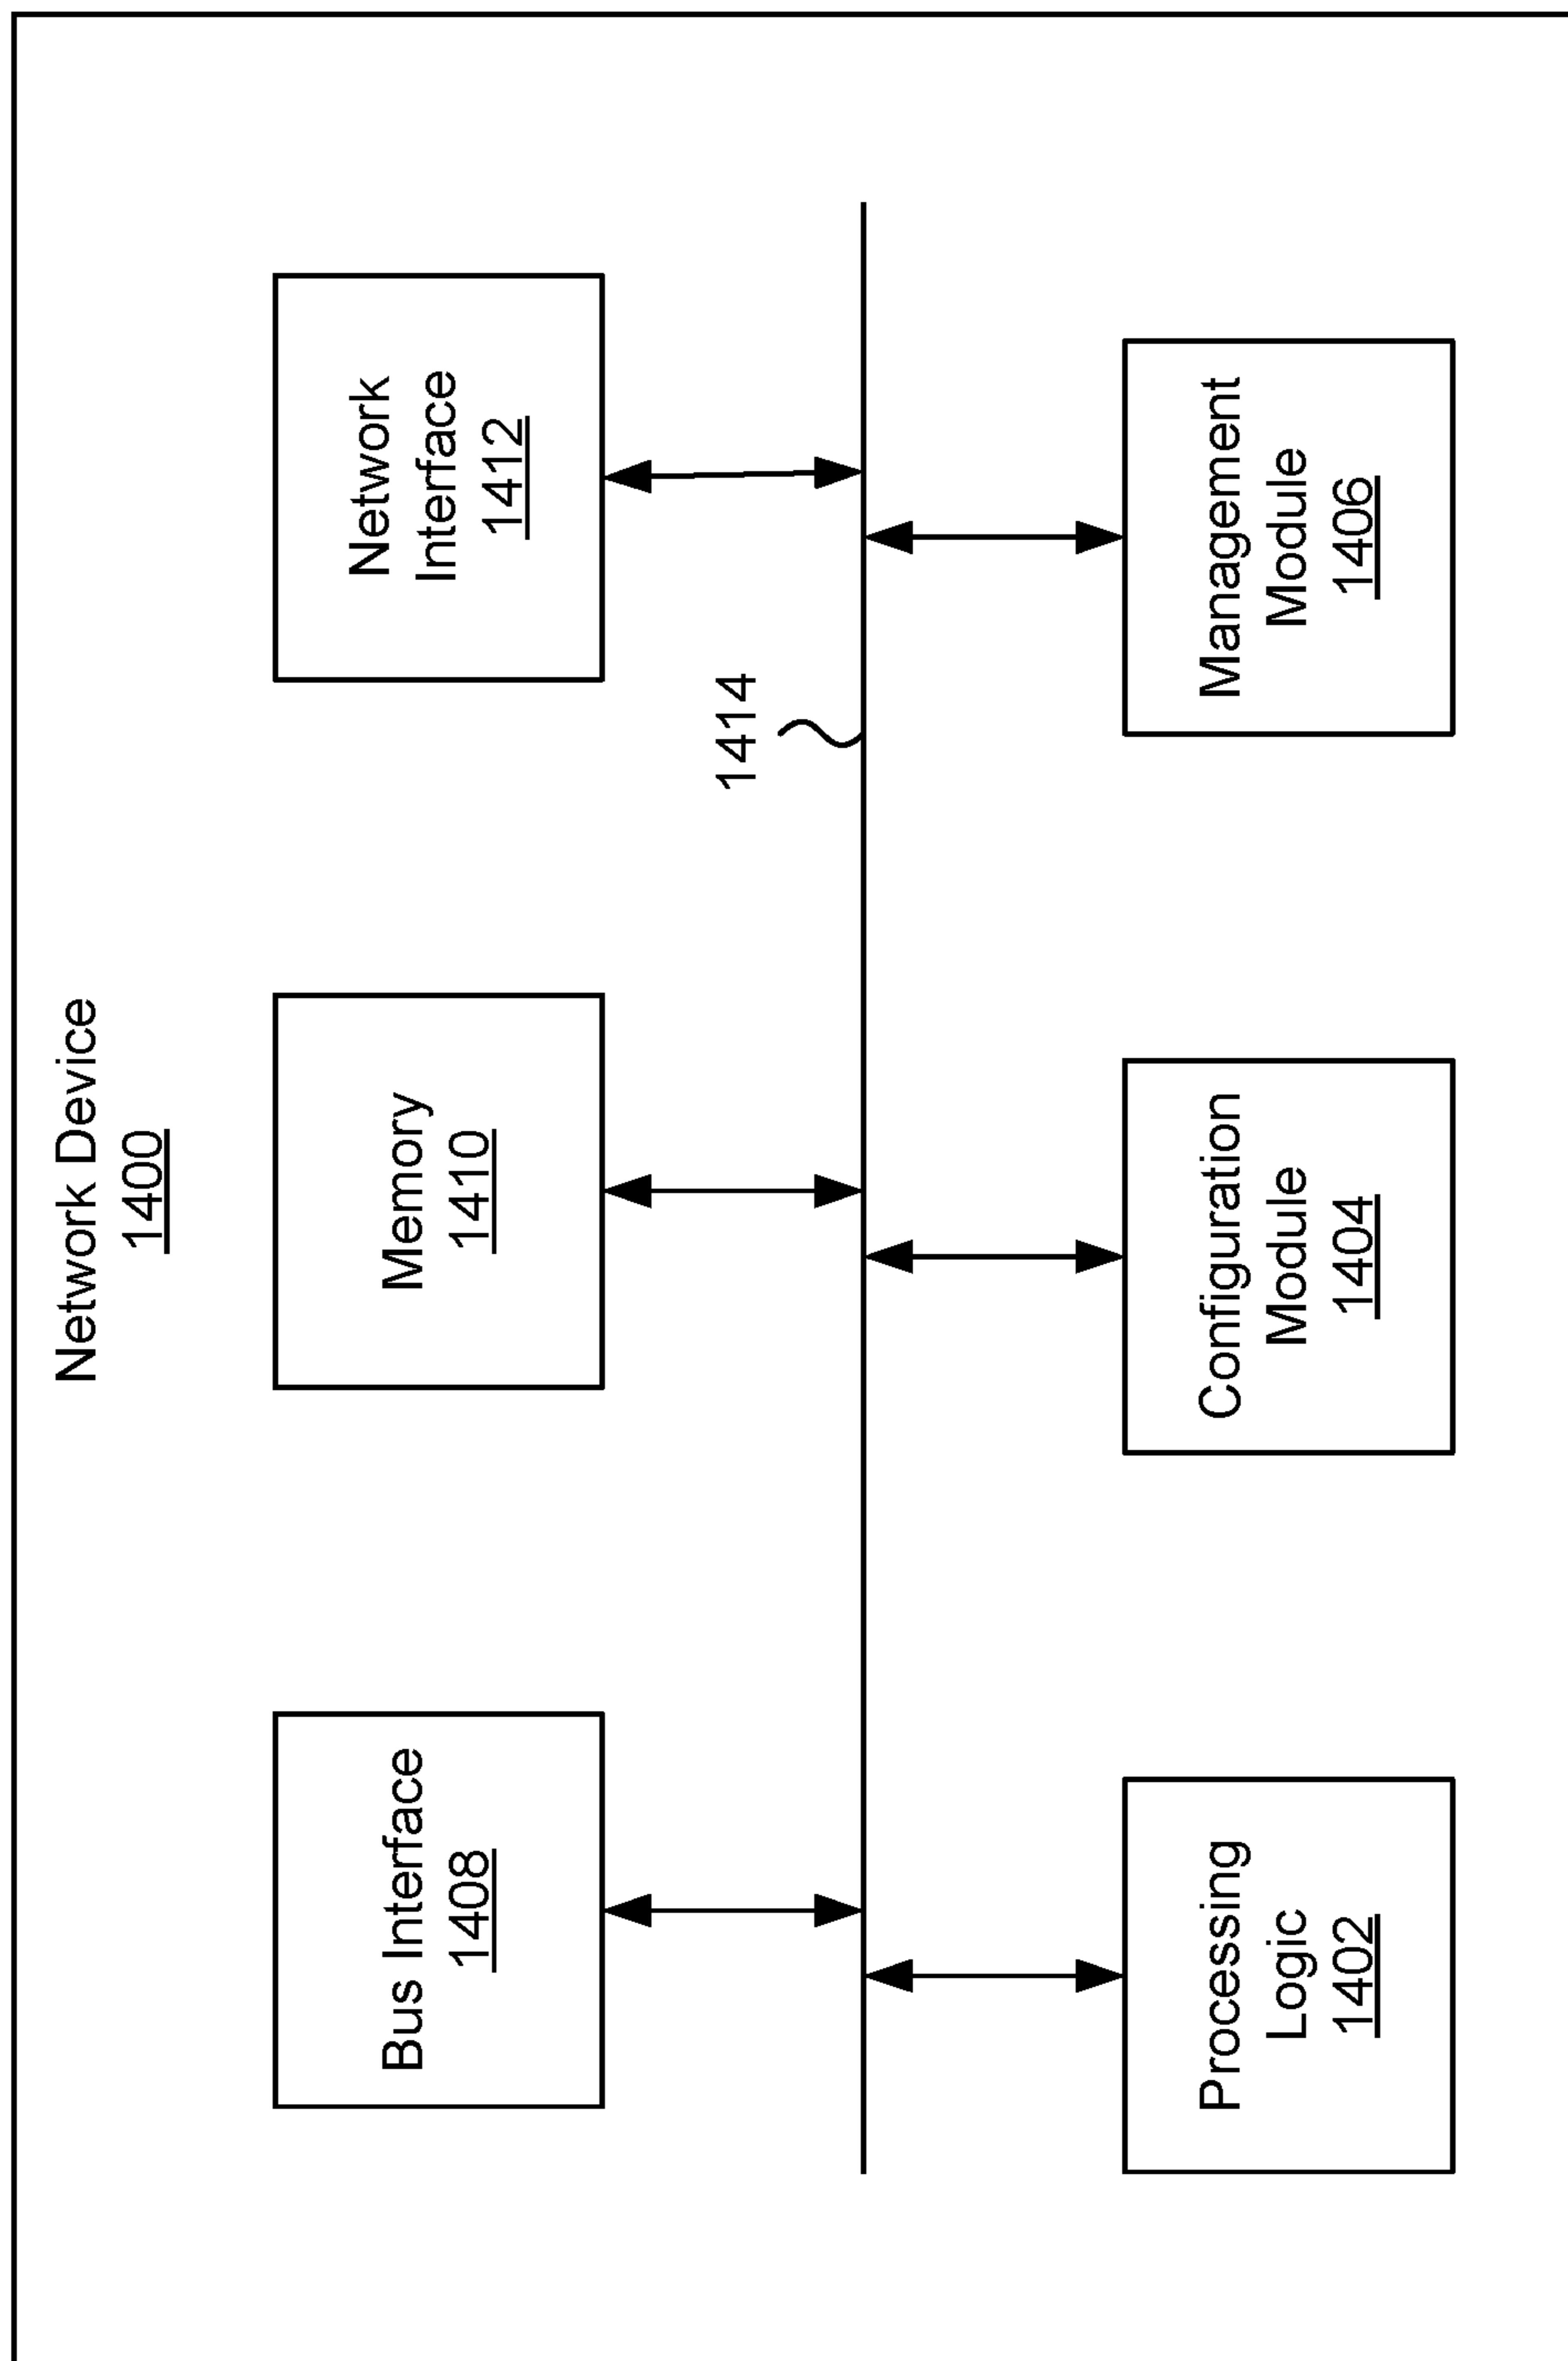 Network Device
1400
Bus Interface
1408
Memory
1410
Network
Interface
1412
1414
Processing
Logic
1402
Configuration
Module
1404
Management
Module
1406